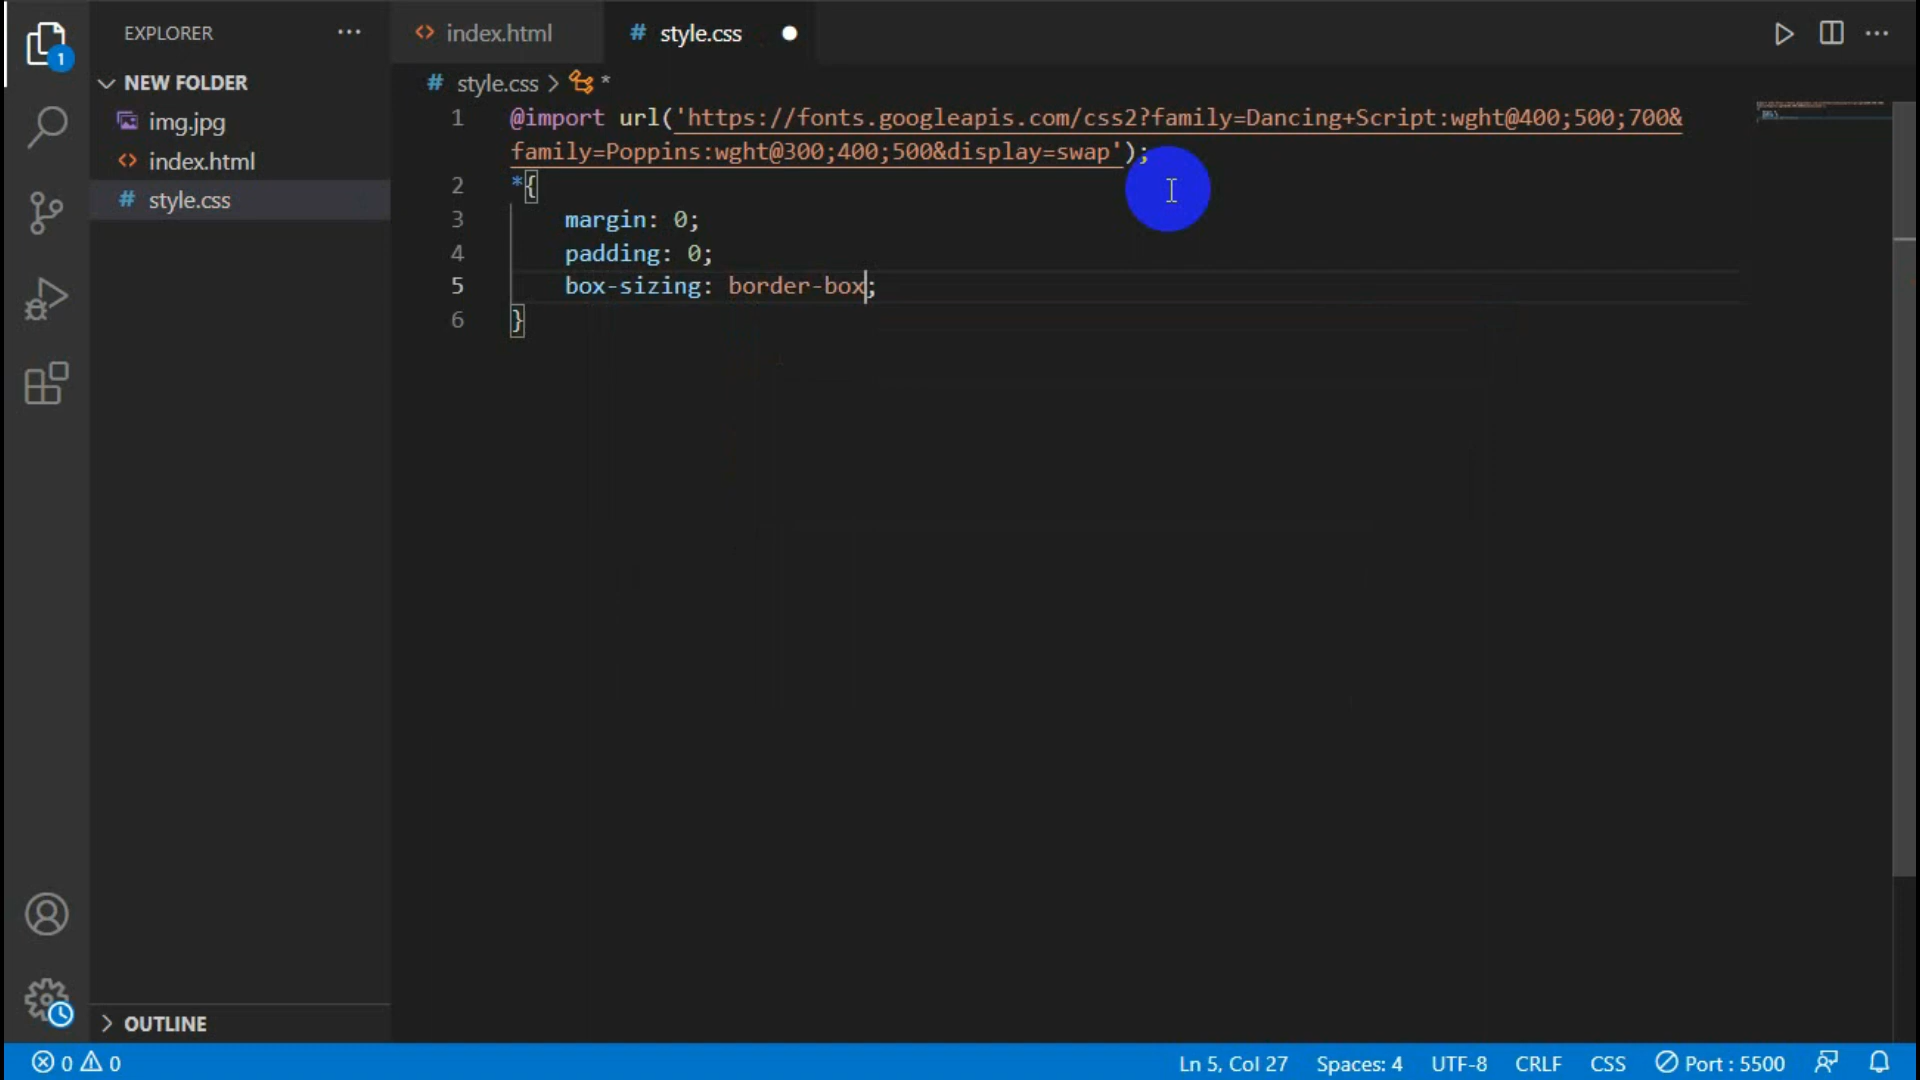 EXPLORER ...
index.html
style.css
NEW FOLDER
img.jpg
index.html
style.css
style.css > *
1 @import url('https://fonts.googleapis.com/css2?family=Dancing+Script:wght@400;500;700&
family=Poppins:wght@300;400;500&display=swap');
2 *{
3 margin: 0;
4 padding: 0;
5 box-sizing: border-box;
6 }
1
OUTLINE
0 0
Ln 5, Col 27 Spaces: 4 UTF-8 CRLF CSS Port : 5500